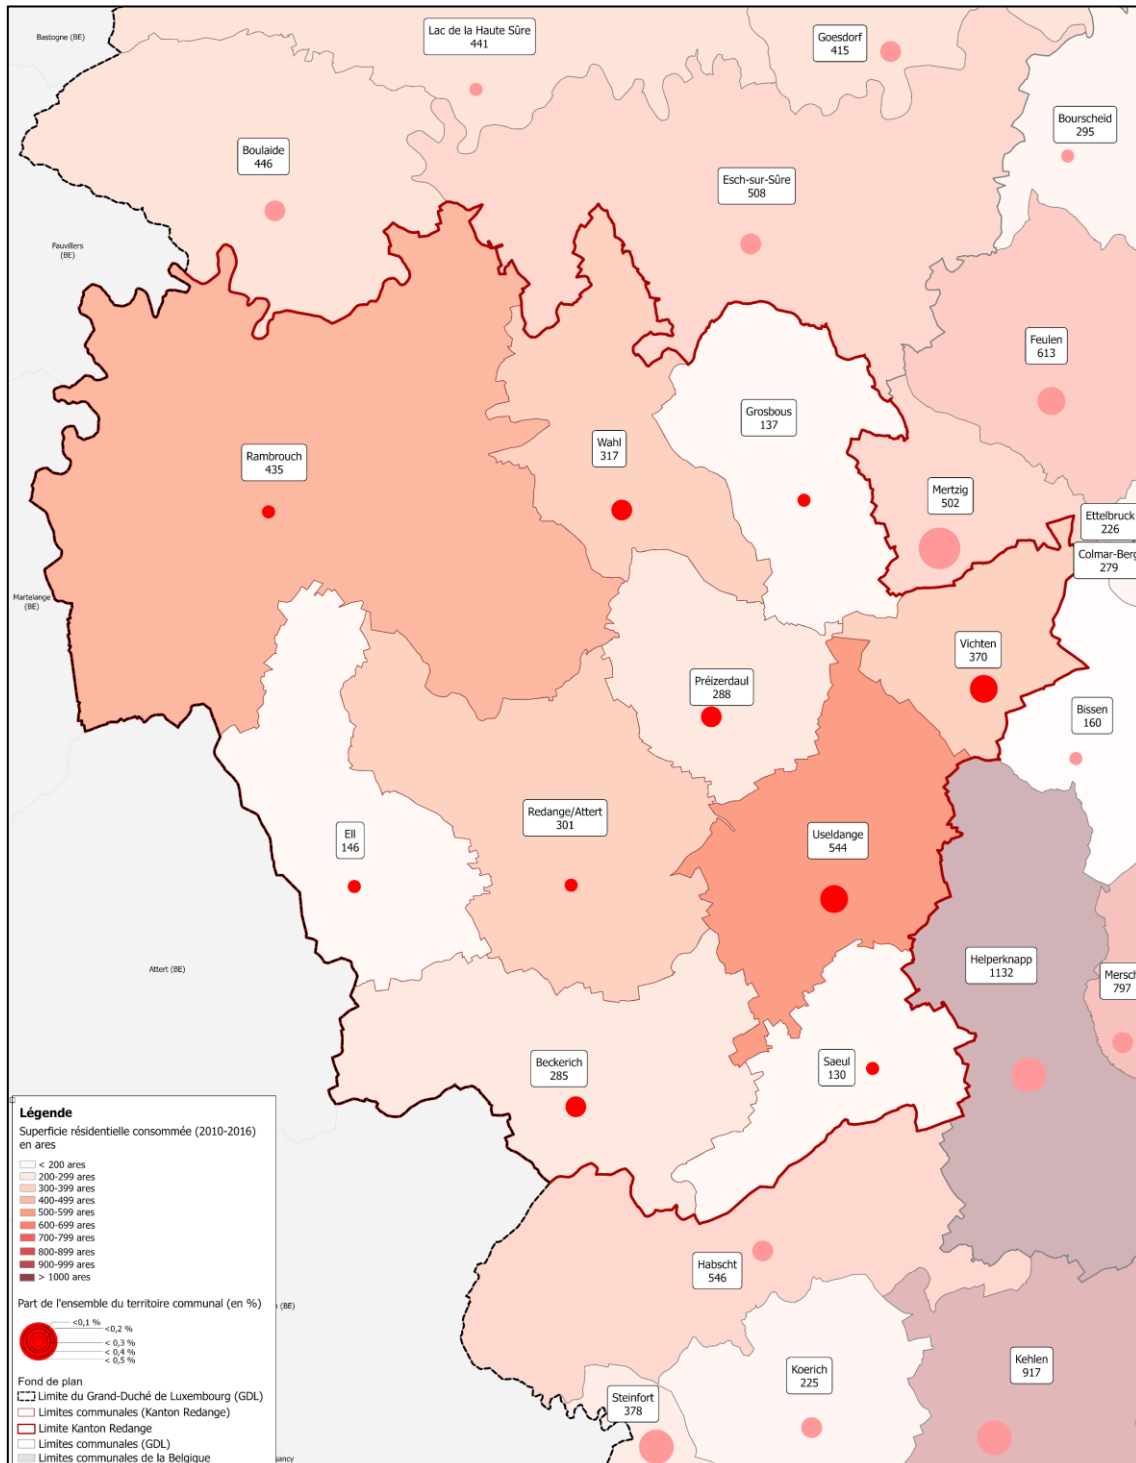 Lac de la Haute Sûre
441
Goesdorf
415
Bastogne (BE)
Bourscheid
295
Boulaide
446
Esch-sur-Sûre
508
Fauvillers
(BE)
Feulen
613
Grosbous
137
Wahl
317
Rambrouch
435
Mertzig
502
Ettelbruck
226
Colmar-Berg
279
Martelange
(BE)
Vichten
370
Préizerdaul
288
Bissen
160
Redange/Attert
301
Ell
146
Useldange
544
Attert (BE)
Helperknapp
1132
Mersch
797
Beckerich
285
Saeul
130
Habscht
546
Koerich
225
Kehlen
917
Steinfort
378
Légende
Superficie résidentielle consommée (2010-2016)
en ares
< 200 ares
200-299 ares
300-399 ares
400-499 ares
500-599 ares
600-699 ares
700-799 ares
800-899 ares
900-999 ares
> 1000 ares
Part de l'ensemble du territoire communal (en %)
<0,1 %
<0,2 %
< 0,3 %
< 0,4 %
< 0,5 %
(BE)
Fond de plan
Limite du Grand-Duché de Luxembourg (GDL)
Limites communales (Kanton Redange)
Limite Kanton Redange
Limites communales (GDL)
Limites communales de la Belgique